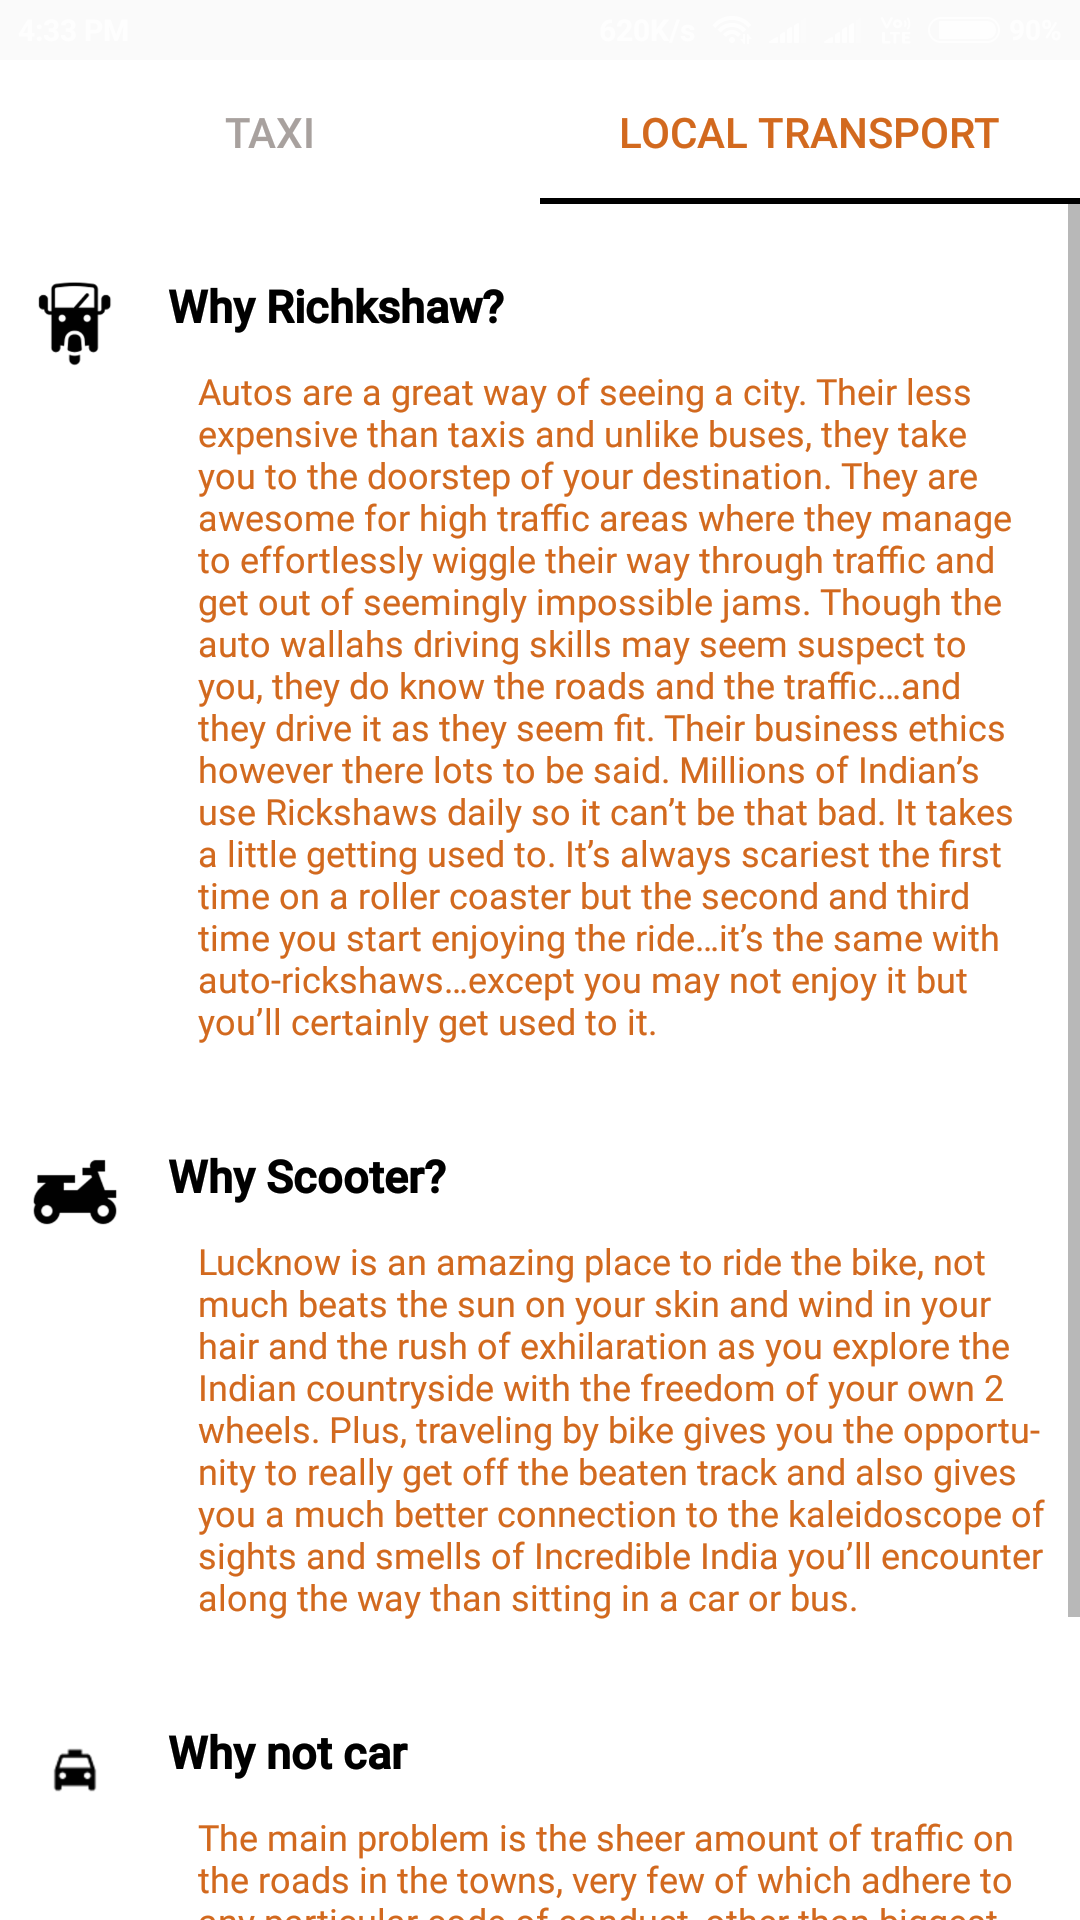 4:33 PM 620K/s VoI LTE 90%
TAXI LOCAL TRANSPORT
Why Richkshaw?
Autos are a great way of seeing a city. Their less
expensive than taxis and unlike buses, they take
you to the doorstep of your destination. They are
awesome for high traffic areas where they manage
to effortlessly wiggle their way through traffic and
get out of seemingly impossible jams. Though the
auto wallahs driving skills may seem suspect to
you, they do know the roads and the traffic…and
they drive it as they seem fit. Their business ethics
however there lots to be said. Millions of Indian’s
use Rickshaws daily so it can’t be that bad. It takes
a little getting used to. It’s always scariest the first
time on a roller coaster but the second and third
time you start enjoying the ride…it’s the same with
auto-rickshaws…except you may not enjoy it but
you’ll certainly get used to it.
Why Scooter?
Lucknow is an amazing place to ride the bike, not
much beats the sun on your skin and wind in your
hair and the rush of exhilaration as you explore the
Indian countryside with the freedom of your own 2
wheels. Plus, traveling by bike gives you the opportu-
nity to really get off the beaten track and also gives
you a much better connection to the kaleidoscope of
sights and smells of Incredible India you’ll encounter
along the way than sitting in a car or bus.
Why not car
The main problem is the sheer amount of traffic on
the roads in the towns, very few of which adhere to
any particular code of conduct, other than biggest